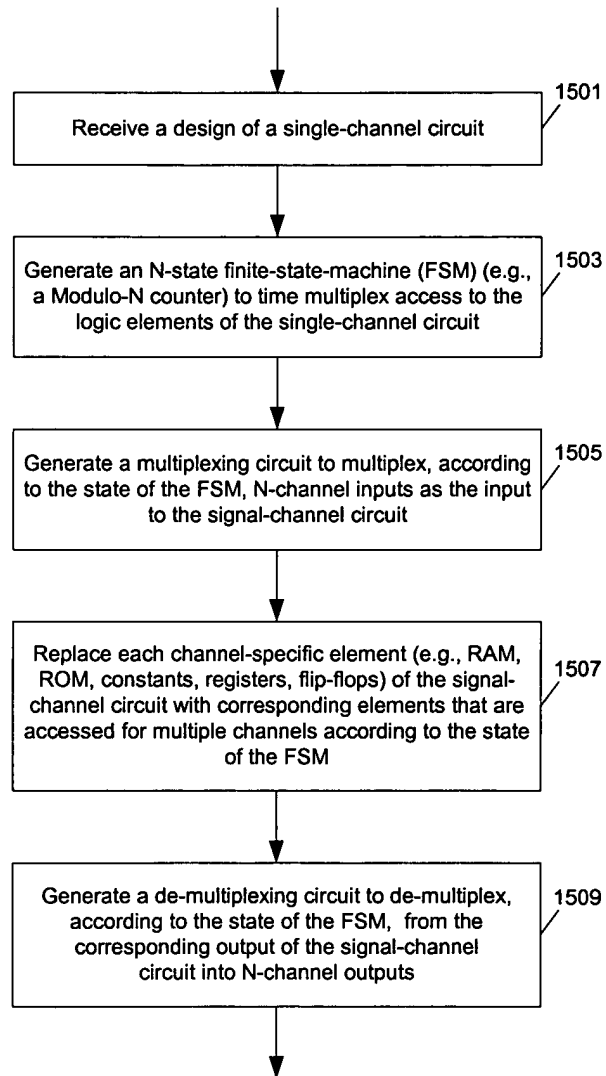 1501
Receive a design of a single-channel circuit
1503
Generate an N-state finite-state-machine (FSM) (e.g.,
a Modulo-N counter) to time multiplex access to the
logic elements of the single-channel circuit
1505
Generate a multiplexing circuit to multiplex, according
to the state of the FSM, N-channel inputs as the input
to the signal-channel circuit
1507
Replace each channel-specific element (e.g., RAM,
ROM, constants, registers, flip-flops) of the signal-
channel circuit with corresponding elements that are
accessed for multiple channels according to the state
of the FSM
1509
Generate a de-multiplexing circuit to de-multiplex,
according to the state of the FSM, from the
corresponding output of the signal-channel
circuit into N-channel outputs